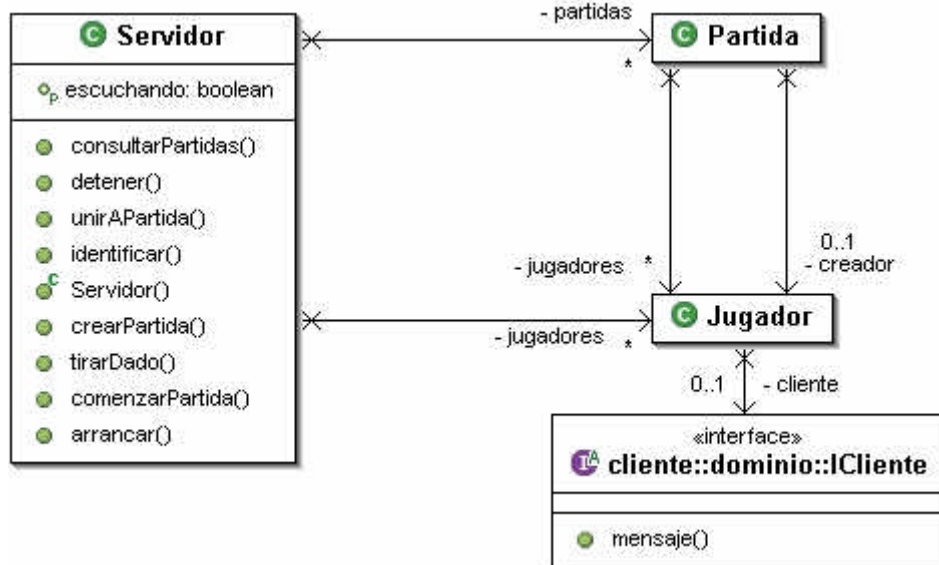 Servidor
escuchando: boolean
consultarPartidas()
detener()
unirAPartida()
identificar()
Servidor()
crearPartida()
tirarDado()
comenzarPartida()
arrancar()
- partidas
*
Partida
- jugadores *
0..1
- creador
- jugadores *
Jugador
0..1 - cliente
«interface»
cliente::dominio::ICliente
mensaje()